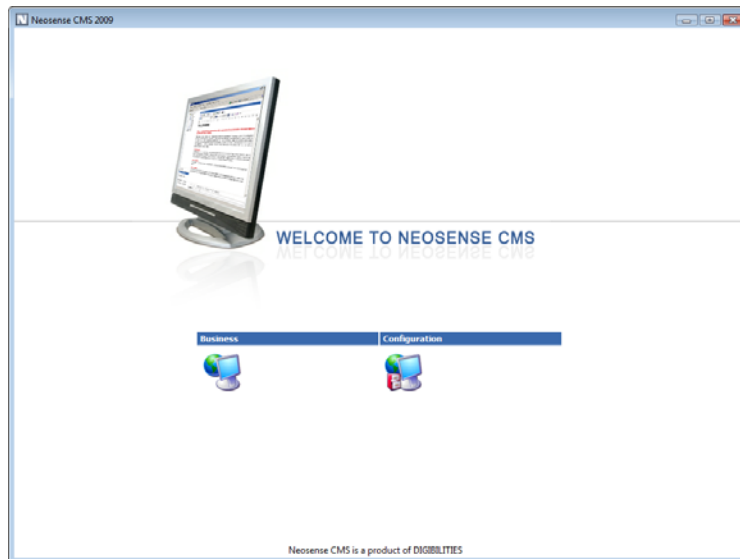 Neosense CMS 2009
WELCOME TO NEOSENSE CMS
Business
Configuration
Neosense CMS is a product of DIGIBILITIES